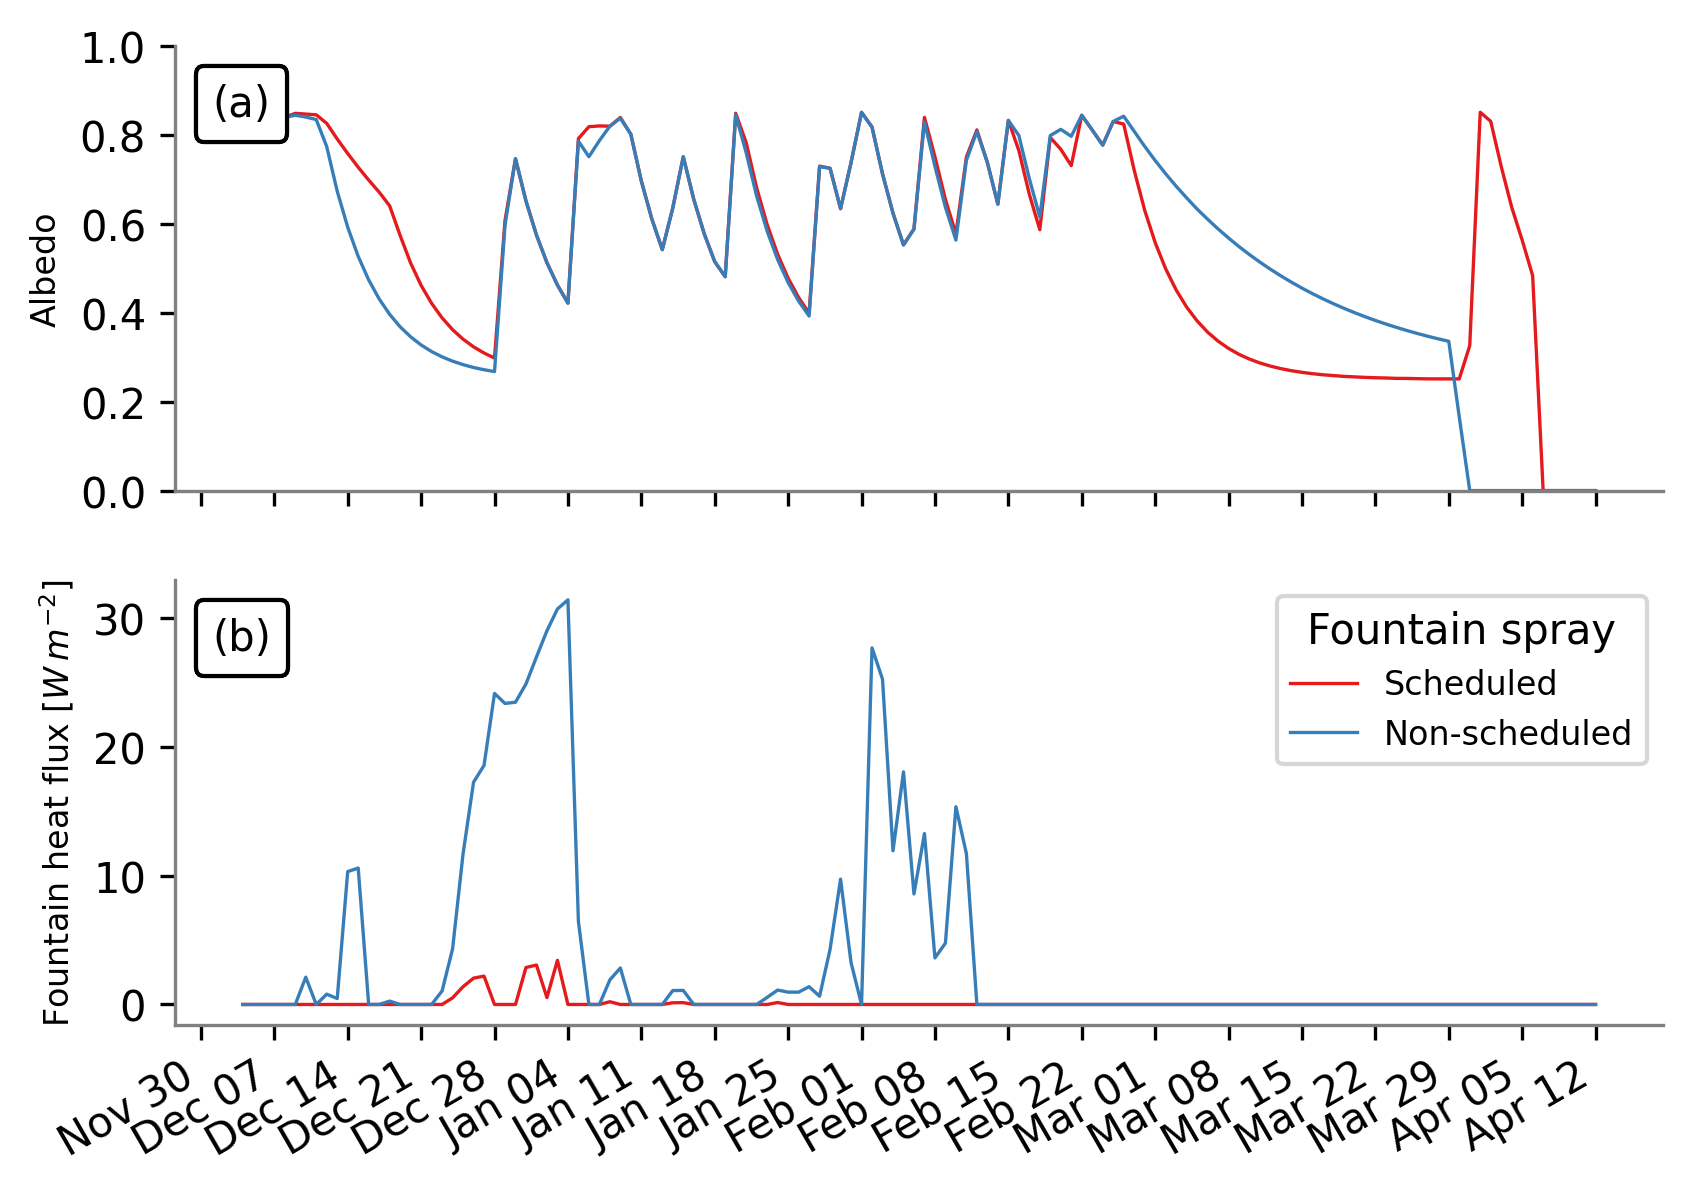 1.0
(a)
0.8
0.6
0.4
0.2
0.0
Albedo
30
20
10
0
(b)
Fountain heat flux [W m⁻²]
Fountain spray
Scheduled
Non-scheduled
Nov 30
Dec 07
Dec 14
Dec 21
Dec 28
Jan 04
Jan 11
Jan 18
Jan 25
Feb 01
Feb 08
Feb 15
Feb 22
Mar 01
Mar 08
Mar 15
Mar 22
Mar 29
Apr 05
Apr 12